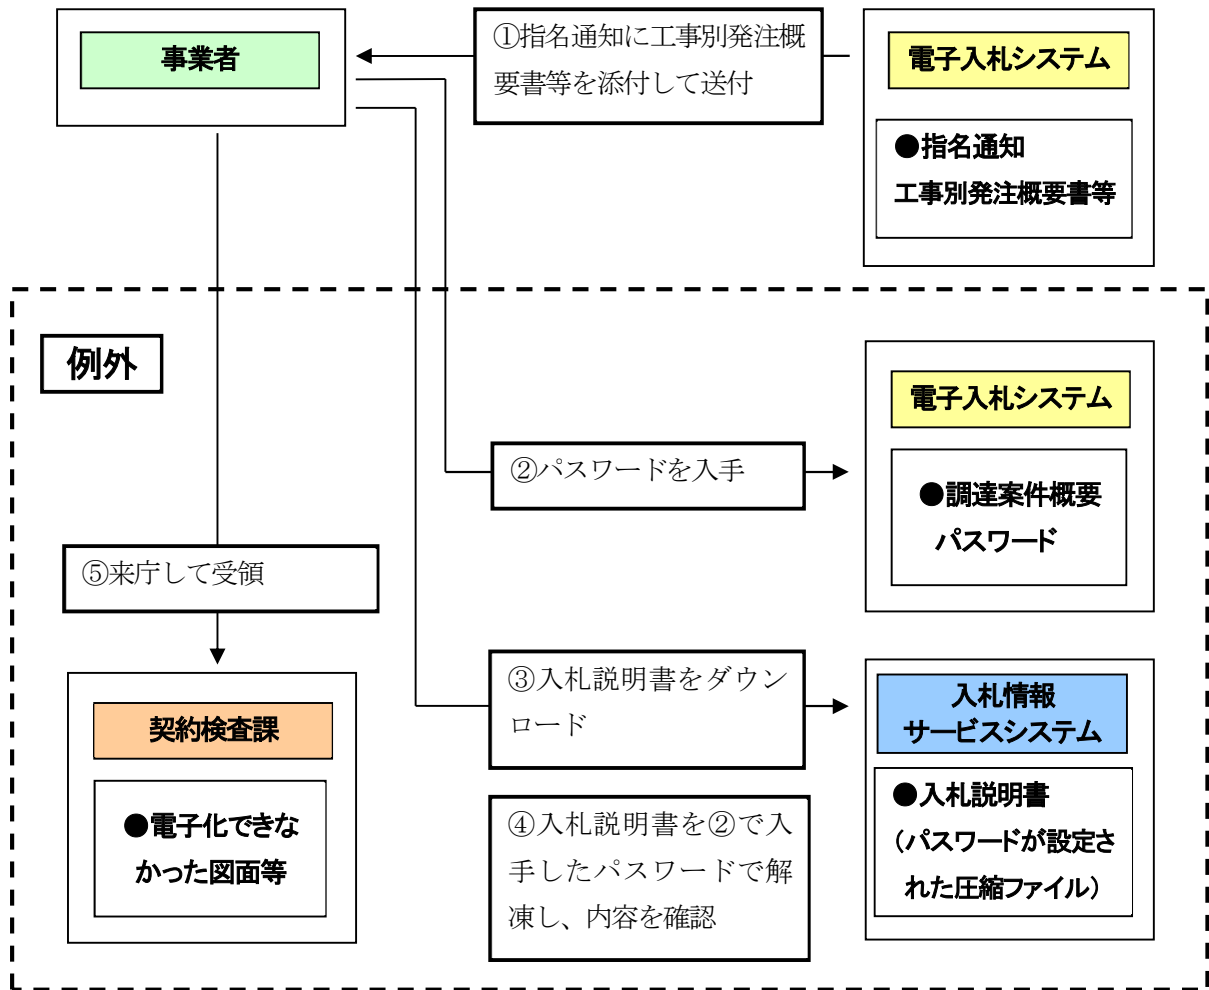 事業者
①指名通知に工事別発注概
要書等を添付して送付
電子入札システム
●指名通知
工事別発注概要書等
例外
電子入札システム
②パスワードを入手
●調達案件概要
パスワード
⑤来庁して受領
③入札説明書をダウン
ロード
入札情報
サービスシステム
契約検査課
●入札説明書
（パスワードが設定さ
れた圧縮ファイル）
●電子化できな
かった図面等
④入札説明書を②で入
手したパスワードで解
凍し、内容を確認